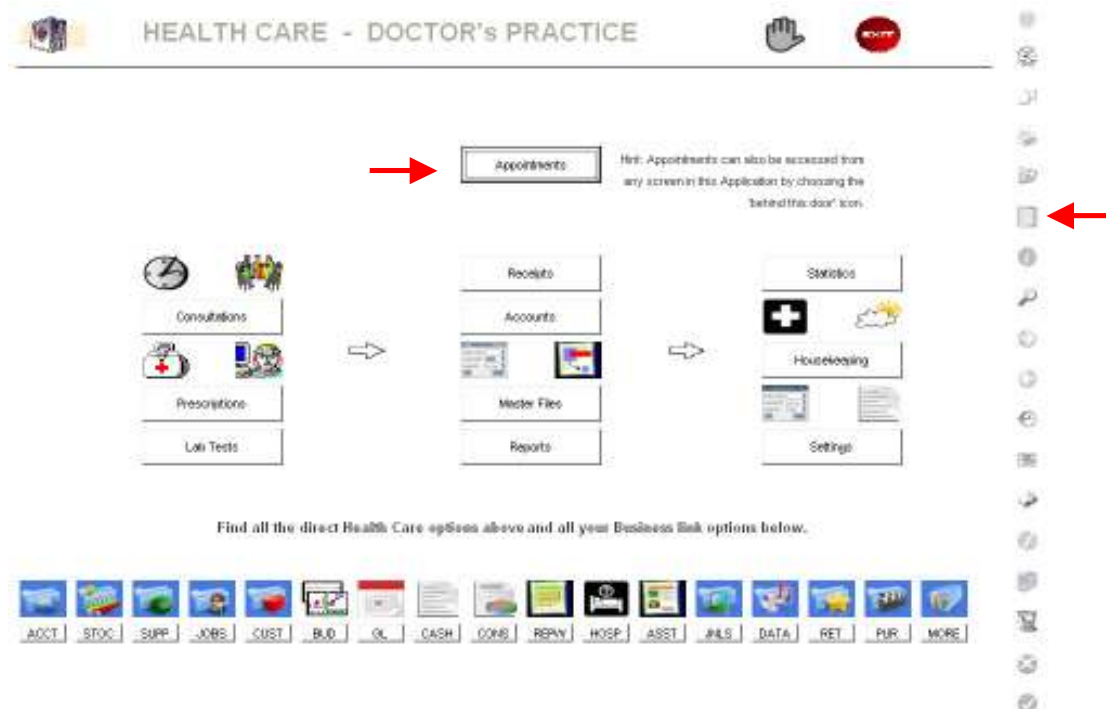 HEALTH CARE - DOCTOR's PRACTICE
EXIT
Appointments
Hint: Appointments can also be accessed from
any screen in this Application by choosing the
'behind this door' icon.
Consultations
Prescriptions
Lab Tests
Receipts
Accounts
Master Files
Reports
Statistics
Housekeeping
Settings
Find all the direct Health Care options above and all your Business link options below.
ACCT STOC SUPP JOBS CUST BUD GL CASH CONS REPW HOSP ASST JNLS DATA RET PUR MORE